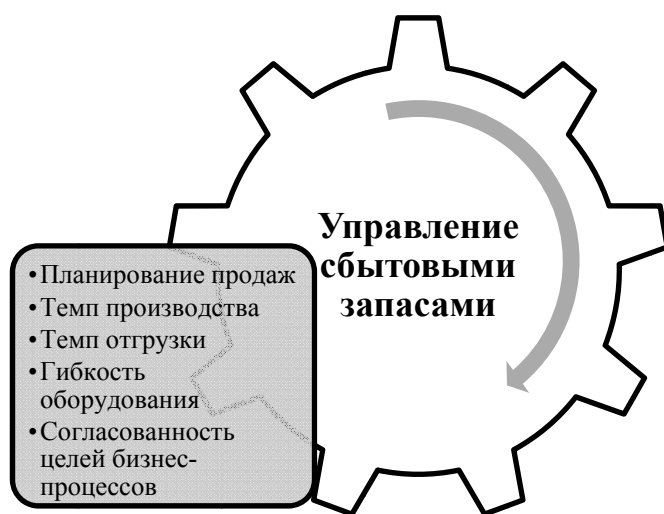 Управление
сбытовыми
запасами
•Планирование продаж
•Темп производства
•Темп отгрузки
•Гибкость
оборудования
•Согласованность
целей бизнес-
процессов